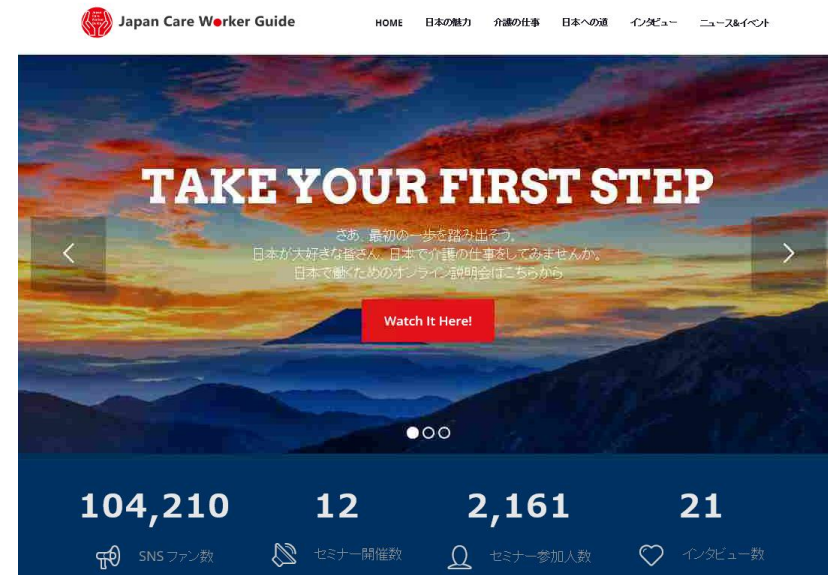 Japan Care Worker Guide
HOME 日本の魅力 介護の仕事 日本への道 インタビュー ニュース&イベント
TAKE YOUR FIRST STEP
さあ、最初の一歩を踏み出そう。
日本が大好きな皆さん、日本で介護の仕事をしてみませんか。
日本で働くためのオンライン説明会はこちらから
Watch It Here!
104,210 12 2,161 21
SNS ファン数 セミナー開催数 セミナー参加人数 インタビュー数